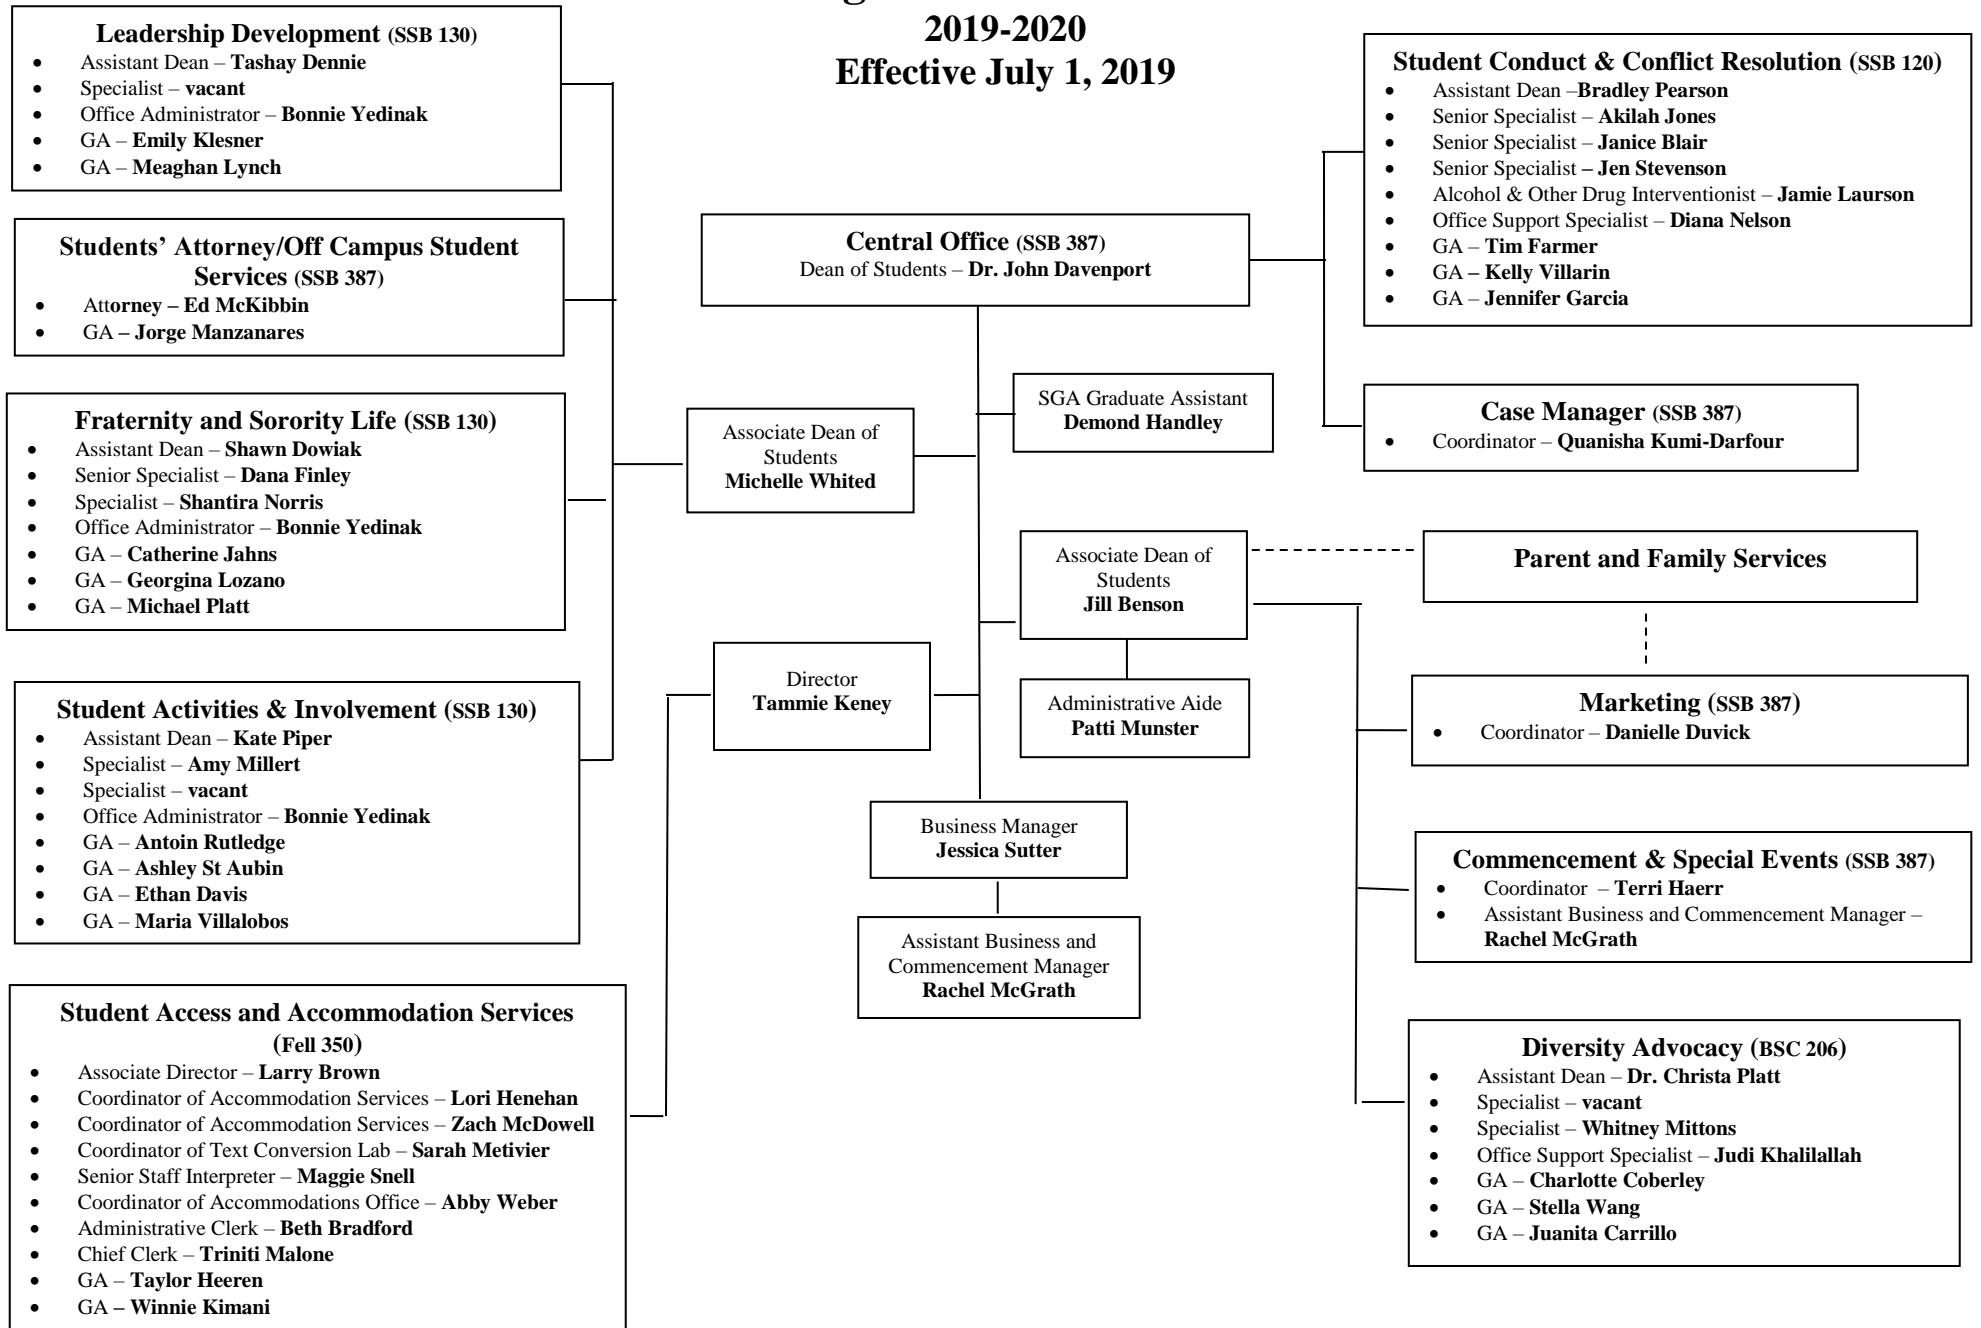 2019-2020
Effective July 1, 2019
Leadership Development (SSB 130)
• Assistant Dean – Tashay Dennie
• Specialist – vacant
• Office Administrator – Bonnie Yedinak
• GA – Emily Klesner
• GA – Meaghan Lynch
Students’ Attorney/Off Campus Student
Services (SSB 387)
• Attorney – Ed McKibbin
• GA – Jorge Manzanares
Fraternity and Sorority Life (SSB 130)
• Assistant Dean – Shawn Dowiak
• Senior Specialist – Dana Finley
• Specialist – Shantira Norris
• Office Administrator – Bonnie Yedinak
• GA – Catherine Jahns
• GA – Georgina Lozano
• GA – Michael Platt
Student Activities & Involvement (SSB 130)
• Assistant Dean – Kate Piper
• Specialist – Amy Millert
• Specialist – vacant
• Office Administrator – Bonnie Yedinak
• GA – Antoin Rutledge
• GA – Ashley St Aubin
• GA – Ethan Davis
• GA – Maria Villalobos
Student Access and Accommodation Services
(Fell 350)
• Associate Director – Larry Brown
• Coordinator of Accommodation Services – Lori Henehan
• Coordinator of Accommodation Services – Zach McDowell
• Coordinator of Text Conversion Lab – Sarah Metivier
• Senior Staff Interpreter – Maggie Snell
• Coordinator of Accommodations Office – Abby Weber
• Administrative Clerk – Beth Bradford
• Chief Clerk – Triniti Malone
• GA – Taylor Heeren
• GA – Winnie Kimani
Central Office (SSB 387)
Dean of Students – Dr. John Davenport
SGA Graduate Assistant
Demond Handley
Associate Dean of
Students
Michelle Whited
Associate Dean of
Students
Jill Benson
Director
Tammie Keney
Administrative Aide
Patti Munster
Business Manager
Jessica Sutter
Assistant Business and
Commencement Manager
Rachel McGrath
Student Conduct & Conflict Resolution (SSB 120)
• Assistant Dean –Bradley Pearson
• Senior Specialist – Akilah Jones
• Senior Specialist – Janice Blair
• Senior Specialist – Jen Stevenson
• Alcohol & Other Drug Interventionist – Jamie Laurson
• Office Support Specialist – Diana Nelson
• GA – Tim Farmer
• GA – Kelly Villarin
• GA – Jennifer Garcia
Case Manager (SSB 387)
• Coordinator – Quanisha Kumi-Darfour
Parent and Family Services
Marketing (SSB 387)
• Coordinator – Danielle Duvick
Commencement & Special Events (SSB 387)
• Coordinator – Terri Haerr
• Assistant Business and Commencement Manager –
Rachel McGrath
Diversity Advocacy (BSC 206)
• Assistant Dean – Dr. Christa Platt
• Specialist – vacant
• Specialist – Whitney Mittons
• Office Support Specialist – Judi Khalilallah
• GA – Charlotte Coberley
• GA – Stella Wang
• GA – Juanita Carrillo